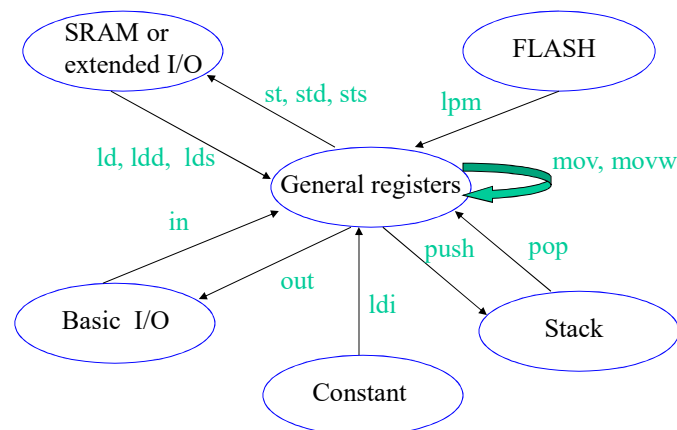 SRAM or
extended I/O
FLASH
st, std, sts
lpm
ld, ldd, lds
General registers
mov, movw
in
push
pop
out
ldi
Basic I/O
Stack
Constant